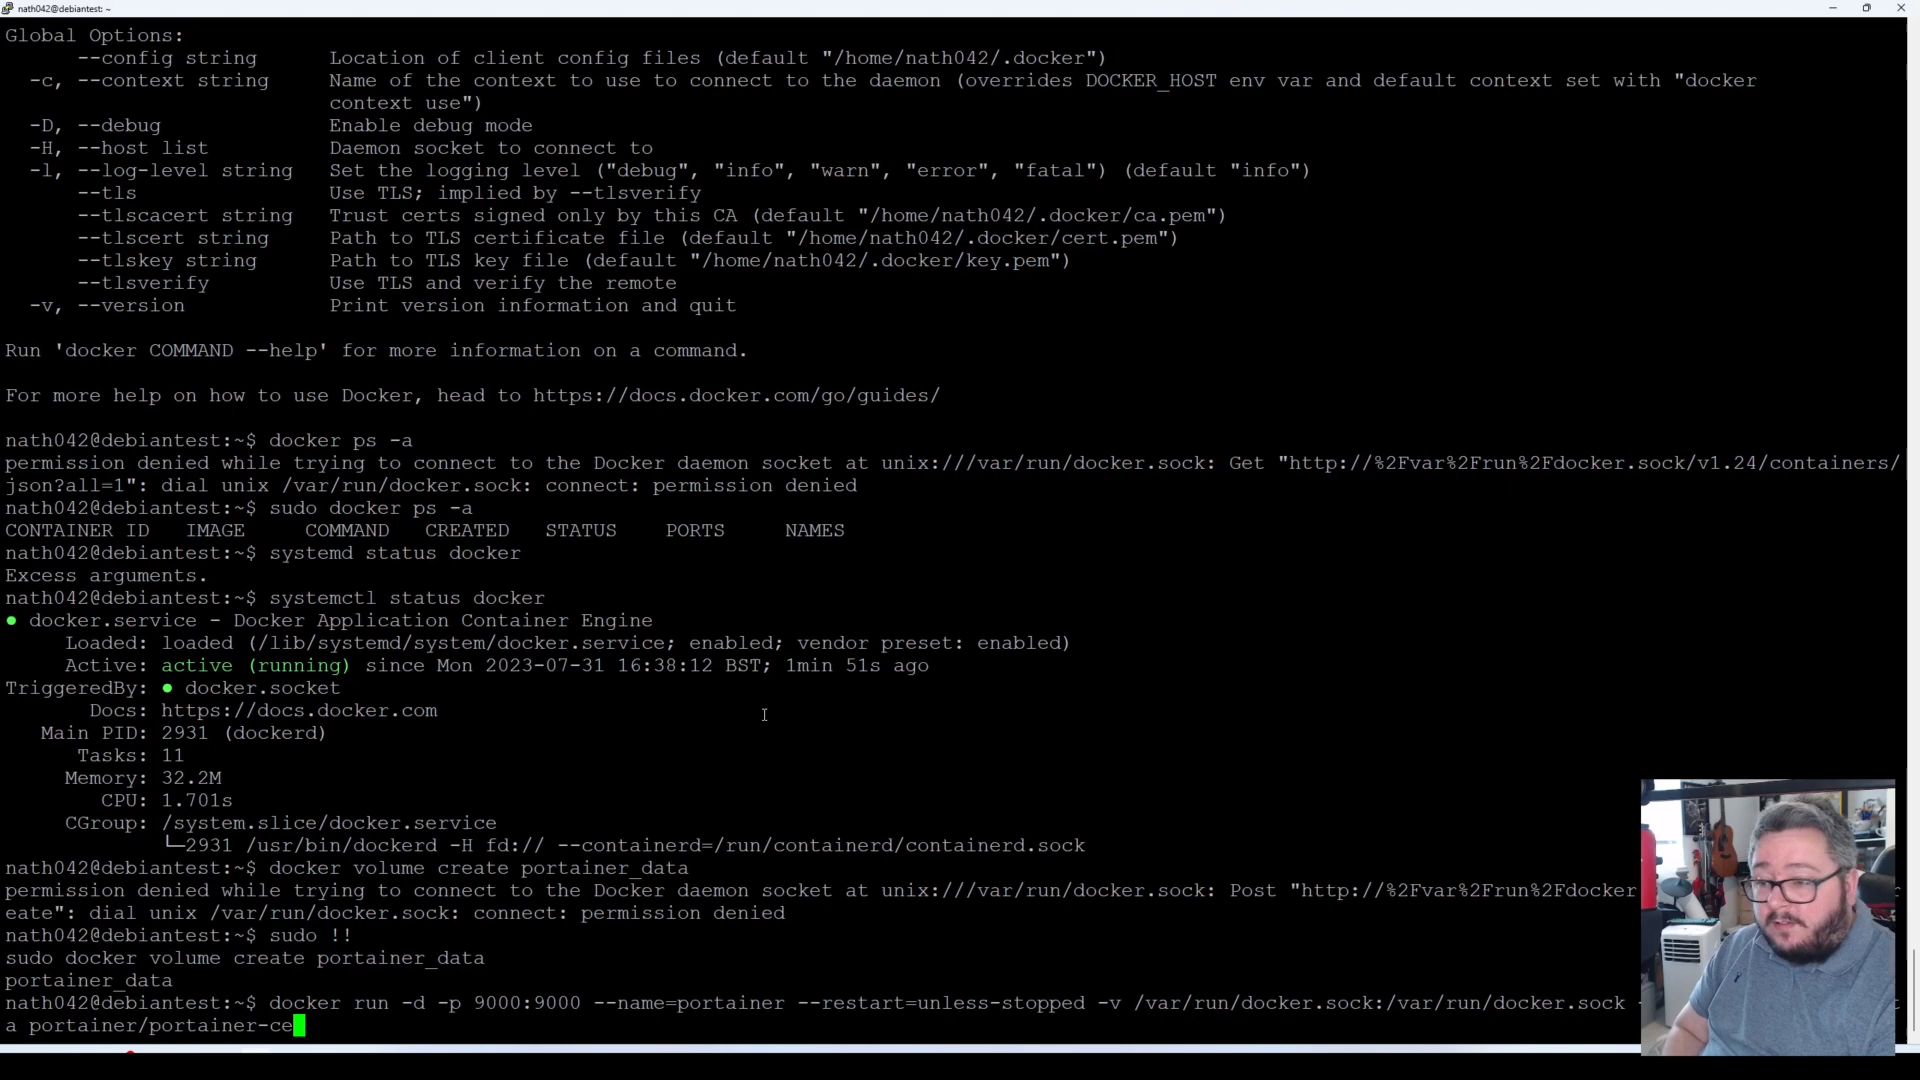 nath042@debiantest: ~
Global Options:
      --config string      Location of client config files (default "/home/nath042/.docker")
  -c, --context string     Name of the context to use to connect to the daemon (overrides DOCKER_HOST env var and default context set with "docker
                           context use")
  -D, --debug              Enable debug mode
  -H, --host list          Daemon socket to connect to
  -l, --log-level string   Set the logging level ("debug", "info", "warn", "error", "fatal") (default "info")
      --tls                Use TLS; implied by --tlsverify
      --tlscacert string   Trust certs signed only by this CA (default "/home/nath042/.docker/ca.pem")
      --tlscert string     Path to TLS certificate file (default "/home/nath042/.docker/cert.pem")
      --tlskey string      Path to TLS key file (default "/home/nath042/.docker/key.pem")
      --tlsverify          Use TLS and verify the remote
  -v, --version            Print version information and quit
Run 'docker COMMAND --help' for more information on a command.
For more help on how to use Docker, head to https://docs.docker.com/go/guides/
nath042@debiantest:~$ docker ps -a
permission denied while trying to connect to the Docker daemon socket at unix:///var/run/docker.sock: Get "http://%2Fvar%2Frun%2Fdocker.sock/v1.24/containers/
json?all=1": dial unix /var/run/docker.sock: connect: permission denied
nath042@debiantest:~$ sudo docker ps -a
CONTAINER ID   IMAGE     COMMAND   CREATED   STATUS    PORTS     NAMES
nath042@debiantest:~$ systemd status docker
Excess arguments.
nath042@debiantest:~$ systemctl status docker
● docker.service - Docker Application Container Engine
     Loaded: loaded (/lib/systemd/system/docker.service; enabled; vendor preset: enabled)
     Active: active (running) since Mon 2023-07-31 16:38:12 BST; 1min 51s ago
TriggeredBy: ● docker.socket
       Docs: https://docs.docker.com
   Main PID: 2931 (dockerd)
      Tasks: 11
     Memory: 32.2M
        CPU: 1.701s
     CGroup: /system.slice/docker.service
             └─2931 /usr/bin/dockerd -H fd:// --containerd=/run/containerd/containerd.sock
nath042@debiantest:~$ docker volume create portainer_data
permission denied while trying to connect to the Docker daemon socket at unix:///var/run/docker.sock: Post "http://%2Fvar%2Frun%2Fdocker
eate": dial unix /var/run/docker.sock: connect: permission denied
nath042@debiantest:~$ sudo !!
sudo docker volume create portainer_data
portainer_data
nath042@debiantest:~$ docker run -d -p 9000:9000 --name=portainer --restart=unless-stopped -v /var/run/docker.sock:/var/run/docker.sock
a portainer/portainer-ce